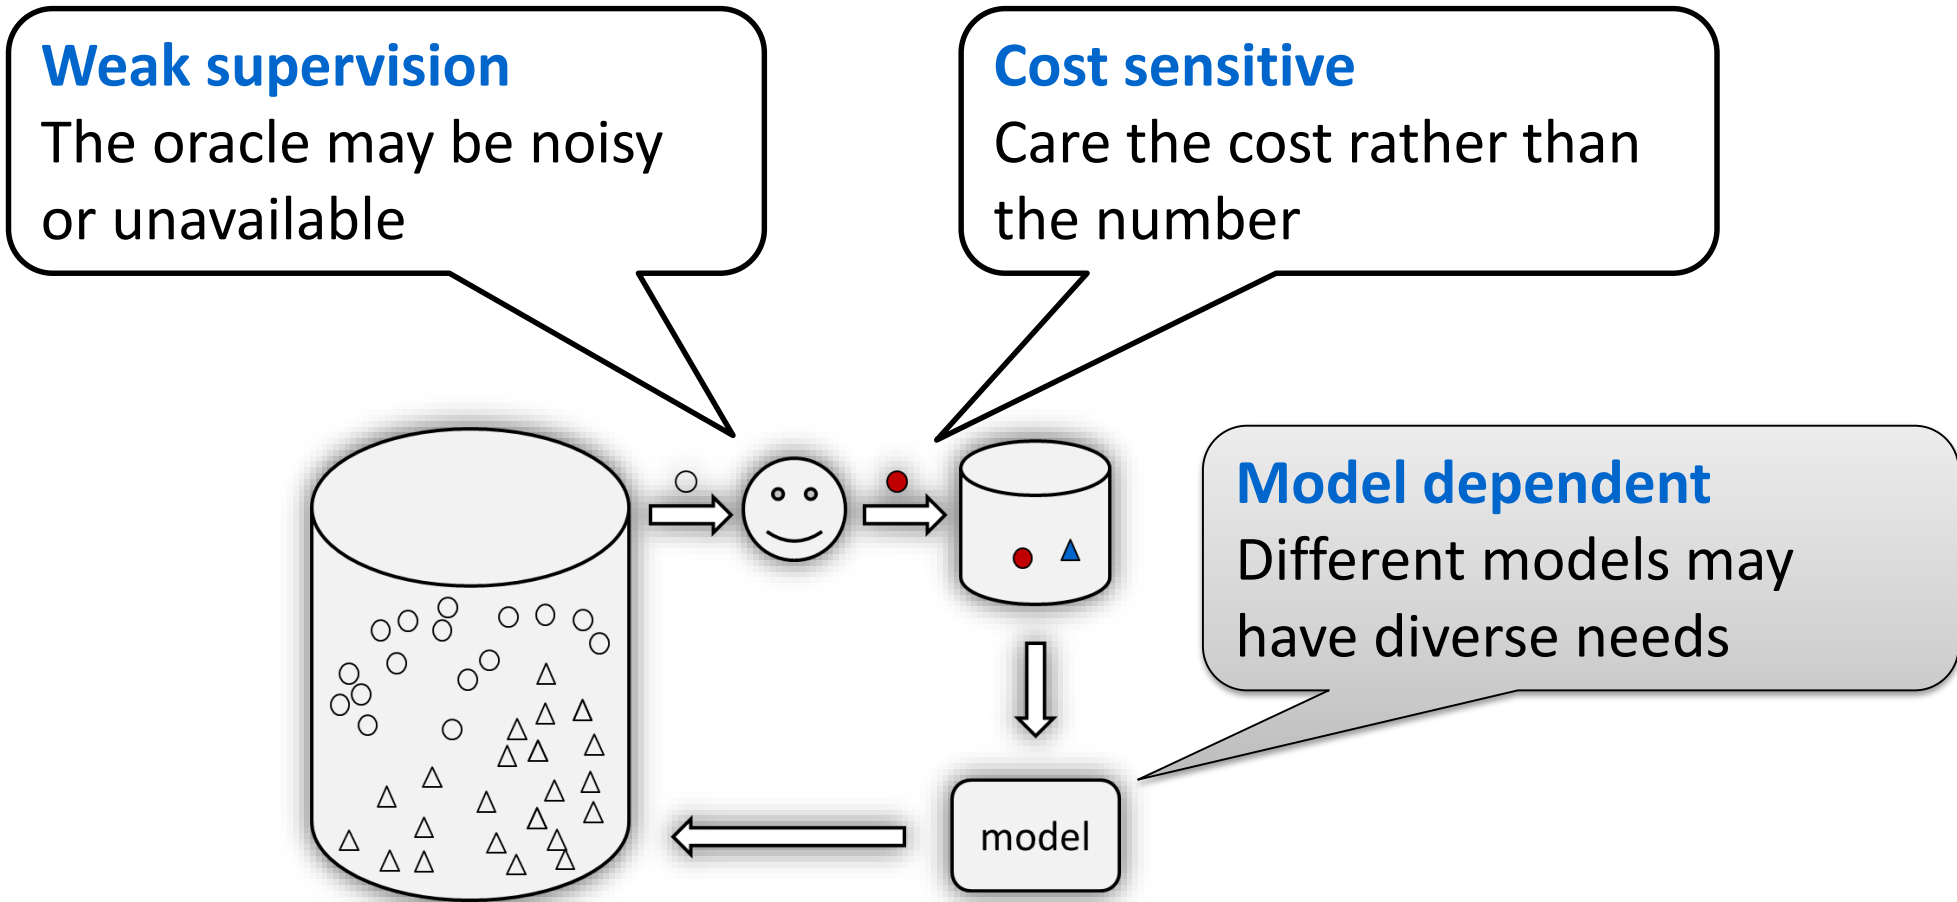 Weak supervision
The oracle may be noisy
or unavailable
Cost sensitive
Care the cost rather than
the number
Model dependent
Different models may
have diverse needs
model